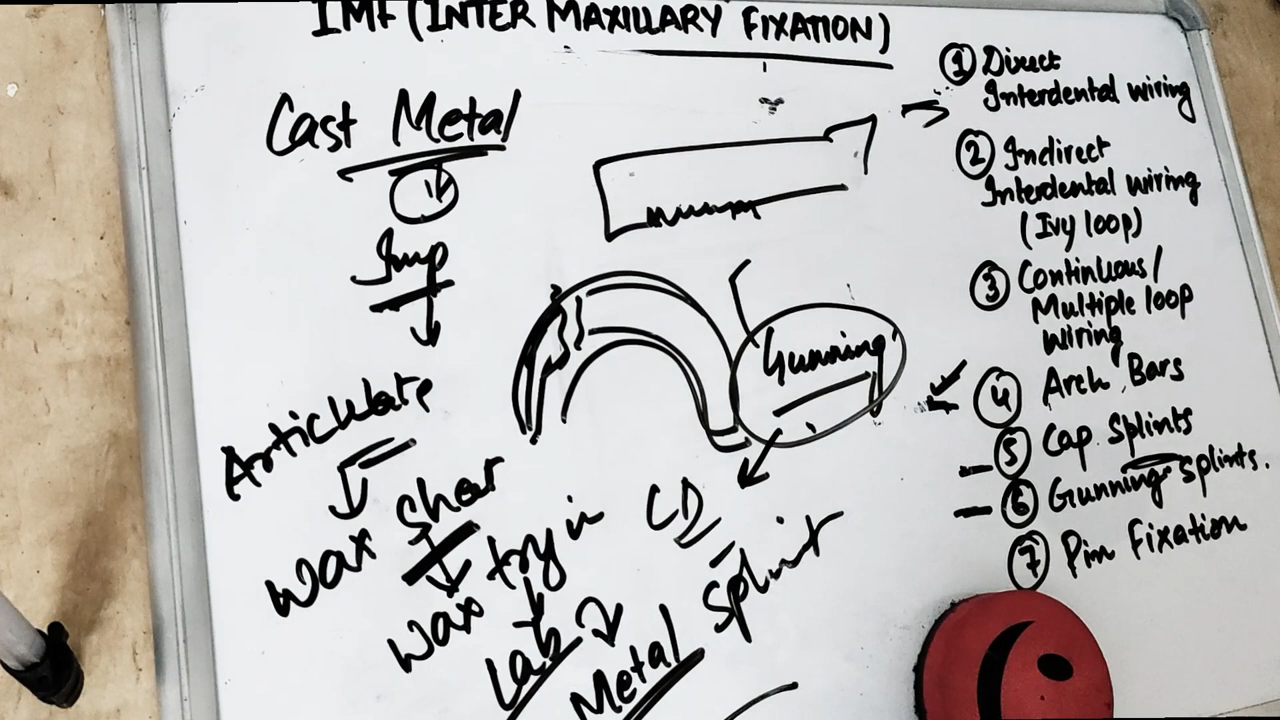 IMF (INTER MAXILLARY FIXATION)
Cast Metal
Imp
Articulate
Wax Shee
Wax try in
Lab
Metal Splint
Gunning
CD
① Direct
Interdental wiring
② Indirect
Interdental wiring
(Ivy loop)
③ Continuous/
Multiple loop
wiring
④ Arch Bars
⑤ Cap Splints
⑥ Gunning Splints.
⑦ Pin Fixation